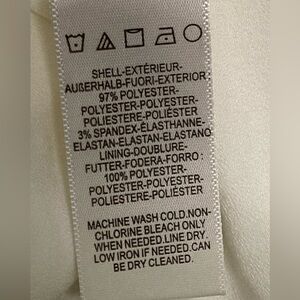 SHELL-EXTÉRIEUR-
AUßERHALB-FUORI-EXTERIOR:
97% POLYESTER-
POLYESTER-POLYESTER-
POLIESTERE-POLIÉSTER
3% SPANDEX-ÉLASTHANNE-
ELASTAN-ELASTAN-ELASTANO
LINING-DOUBLURE-
FUTTER-FODERA-FORRO:
100% POLYESTER-
POLYESTER-POLYESTER-
POLIESTERE-POLIÉSTER
MACHINE WASH COLD.NON-
CHLORINE BLEACH ONLY
WHEN NEEDED.LINE DRY.
LOW IRON IF NEEDED.CAN
BE DRY CLEANED.